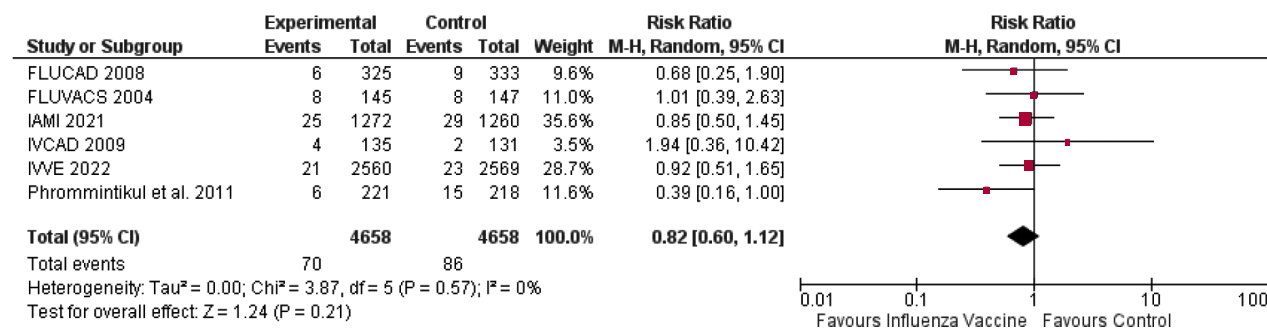 Experimental Control Risk Ratio Risk Ratio
Study or Subgroup Events Total Events Total Weight M-H, Random, 95% CI M-H, Random, 95% CI
FLUCAD 2008 6 325 9 333 9.6% 0.68 [0.25, 1.90]
FLUVACS 2004 8 145 8 147 11.0% 1.01 [0.39, 2.63]
IAMI 2021 25 1272 29 1260 35.6% 0.85 [0.50, 1.45]
IVCAD 2009 4 135 2 131 3.5% 1.94 [0.36, 10.42]
IVVE 2022 21 2560 23 2569 28.7% 0.92 [0.51, 1.65]
Phrommintikul et al. 2011 6 221 15 218 11.6% 0.39 [0.16, 1.00]
Total (95% CI) 4658 4658 100.0% 0.82 [0.60, 1.12]
Total events 70 86
Heterogeneity: Tau² = 0.00; Chi² = 3.87, df = 5 (P = 0.57); I² = 0%
Test for overall effect: Z = 1.24 (P = 0.21)
0.01 0.1 1 10 100
Favours Influenza Vaccine Favours Control